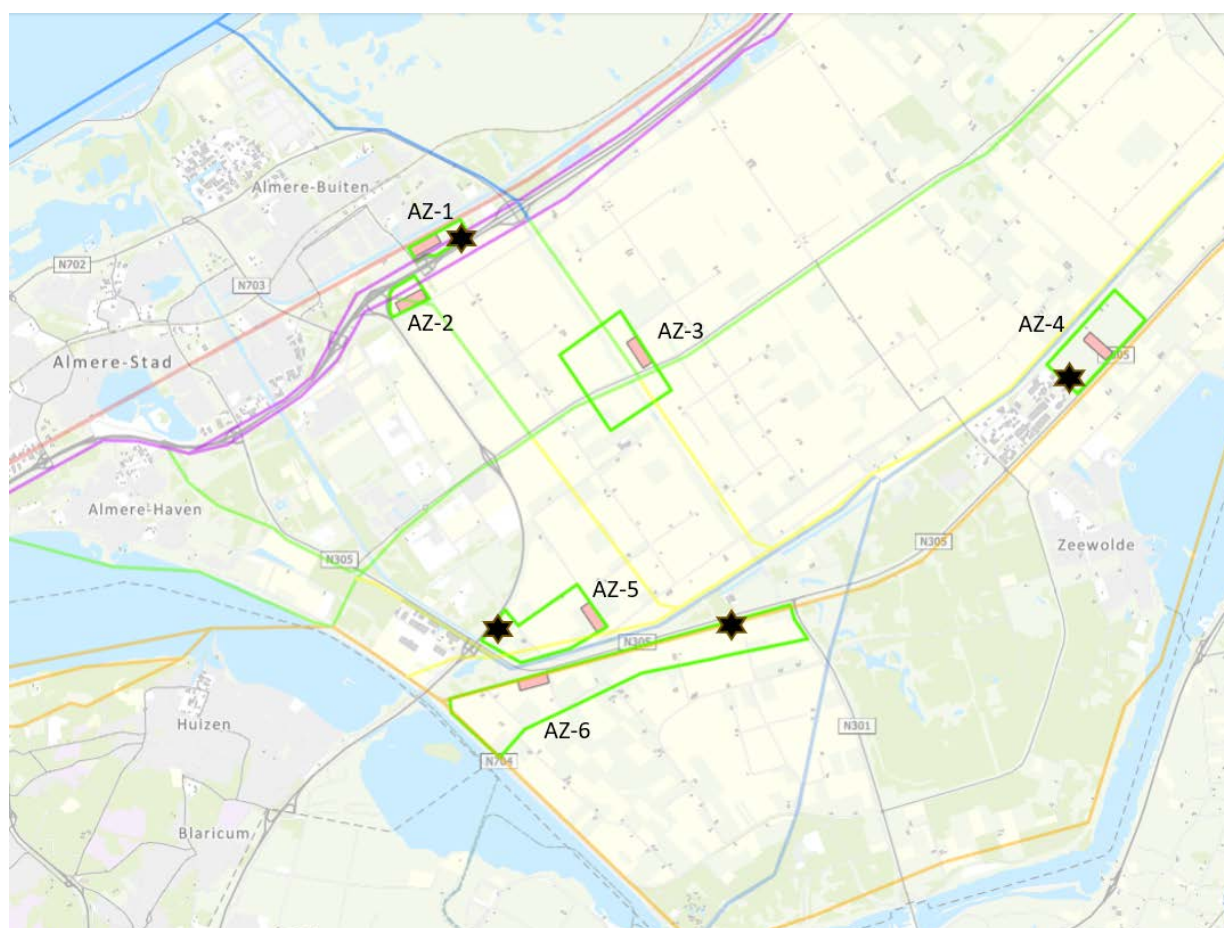 Almere-Buiten
AZ-1
N702
N703
AZ-2
AZ-3
AZ-4
Almere-Stad
Almere-Haven
N305
N305
Zeewolde
AZ-5
N305
AZ-6
Huizen
N301
N704
Blaricum